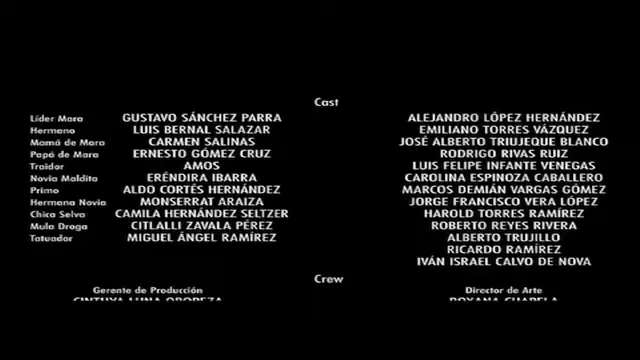 Cast
Líder Mara GUSTAVO SÁNCHEZ PARRA
Hermano LUIS BERNAL SALAZAR
Mamá de Mara CARMEN SALINAS
Papá de Mara ERNESTO GÓMEZ CRUZ
Traidor AMOS
Novia Maldita ERÉNDIRA IBARRA
Primo ALDO CORTÉS HERNÁNDEZ
Hermana Novia MONSERRAT ARAIZA
Chica Selva CAMILA HERNÁNDEZ SELTZER
Mula Droga CITLALLI ZAVALA PÉREZ
Tatuador MIGUEL ÁNGEL RAMÍREZ
ALEJANDRO LÓPEZ HERNÁNDEZ
EMILIANO TORRES VÁZQUEZ
JOSÉ ALBERTO TRIUJEQUE BLANCO
RODRIGO RIVAS RUIZ
LUIS FELIPE INFANTE VENEGAS
CAROLINA ESPINOZA CABALLERO
MARCOS DEMIÁN VARGAS GÓMEZ
JORGE FRANCISCO VERA LÓPEZ
HAROLD TORRES RAMÍREZ
ROBERTO REYES RIVERA
ALBERTO TRUJILLO
RICARDO RAMÍREZ
IVÁN ISRAEL CALVO DE NOVA
Crew
Gerente de Producción
CINTHYA LUNA OROPEZA
Director de Arte
ROXANA CHAPELA